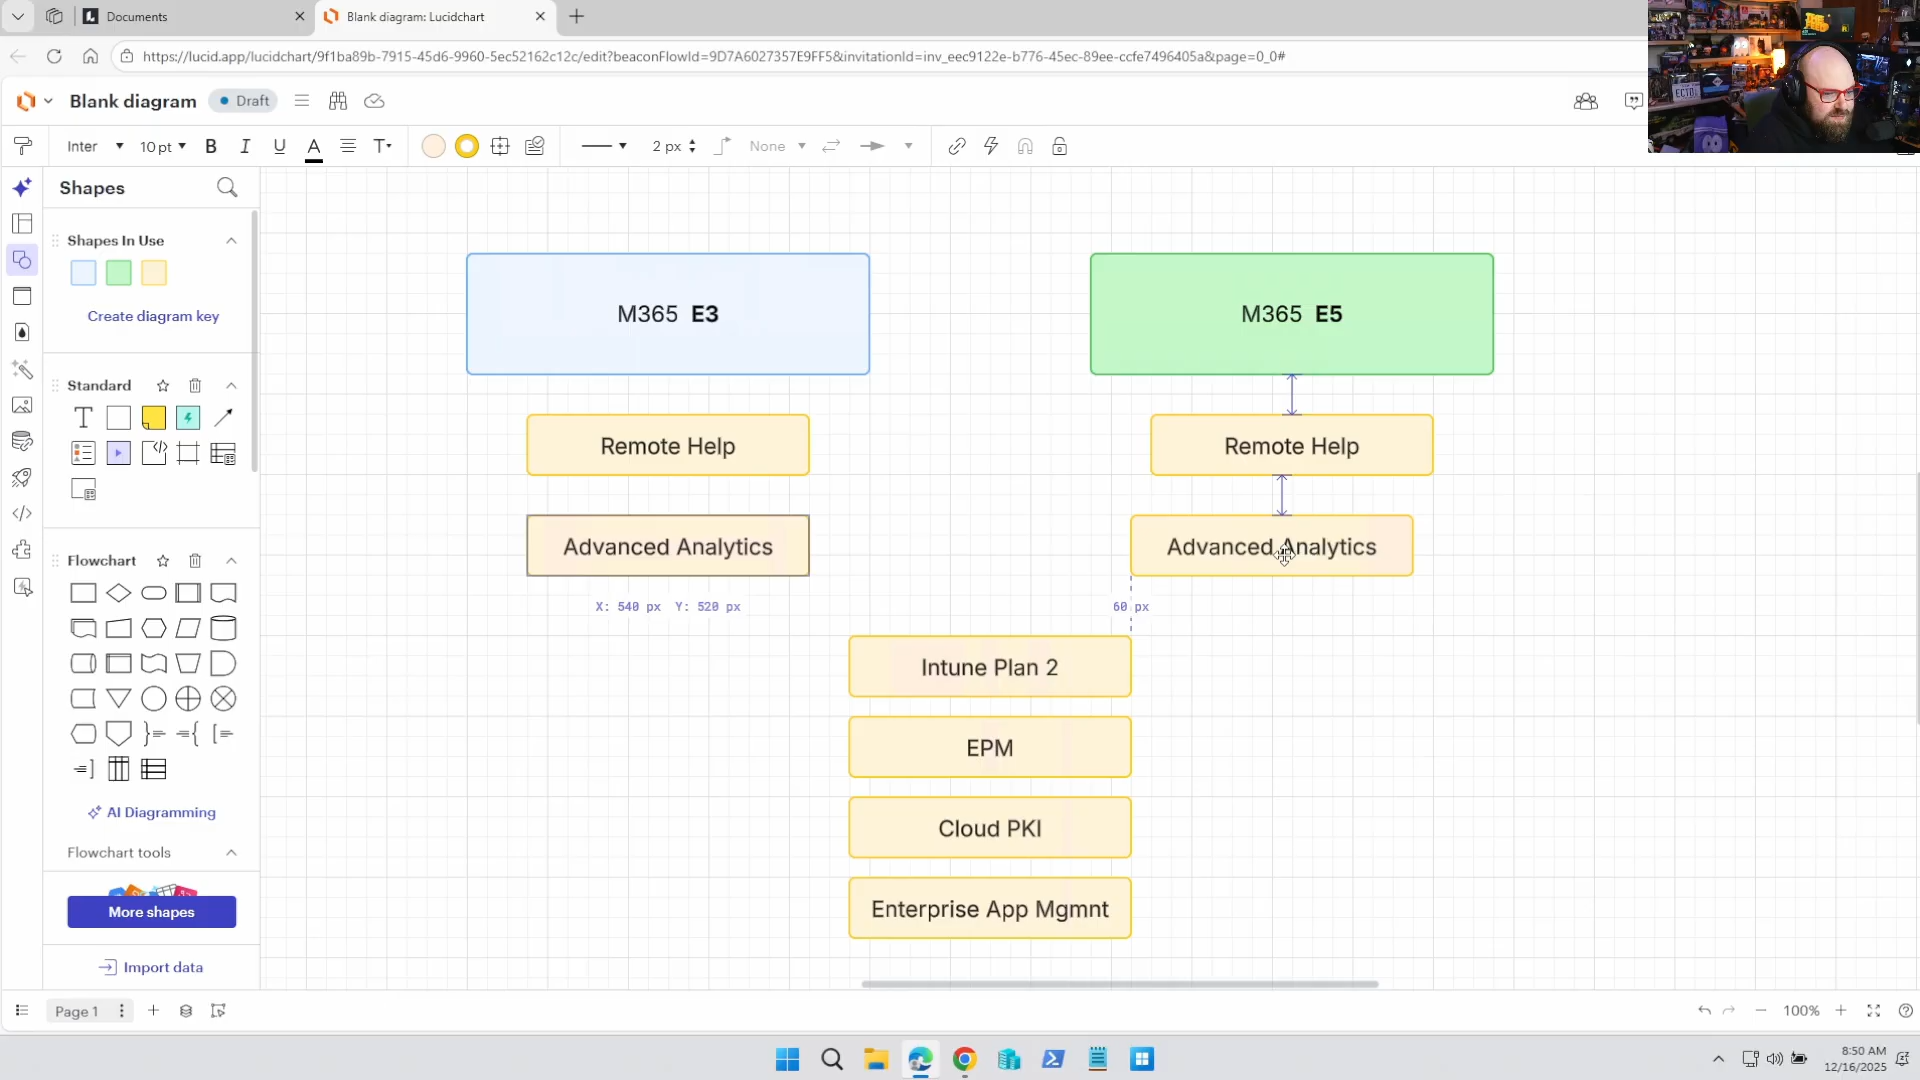 Documents
Blank diagram: Lucidchart
https://lucid.app/lucidchart/9f1ba89b-7915-45d6-9960-5ec52162c12c/edit?beaconFlowId=9D7A6027357E9FF5&invitationId=inv_eec9122e-b776-45ec-89ee-ccfe7496405a&page=0_0#
Blank diagram
Draft
Inter
10 pt
B
I
U
A
T
2 px
None
Shapes
Shapes In Use
Create diagram key
Standard
T
Flowchart
AI Diagramming
Flowchart tools
More shapes
Import data
M365 E3
M365 E5
Remote Help
Remote Help
Advanced Analytics
Advanced Analytics
X: 540 px Y: 520 px
60 px
Intune Plan 2
EPM
Cloud PKI
Enterprise App Mgmnt
Page 1
100%
8:50 AM
12/16/2025